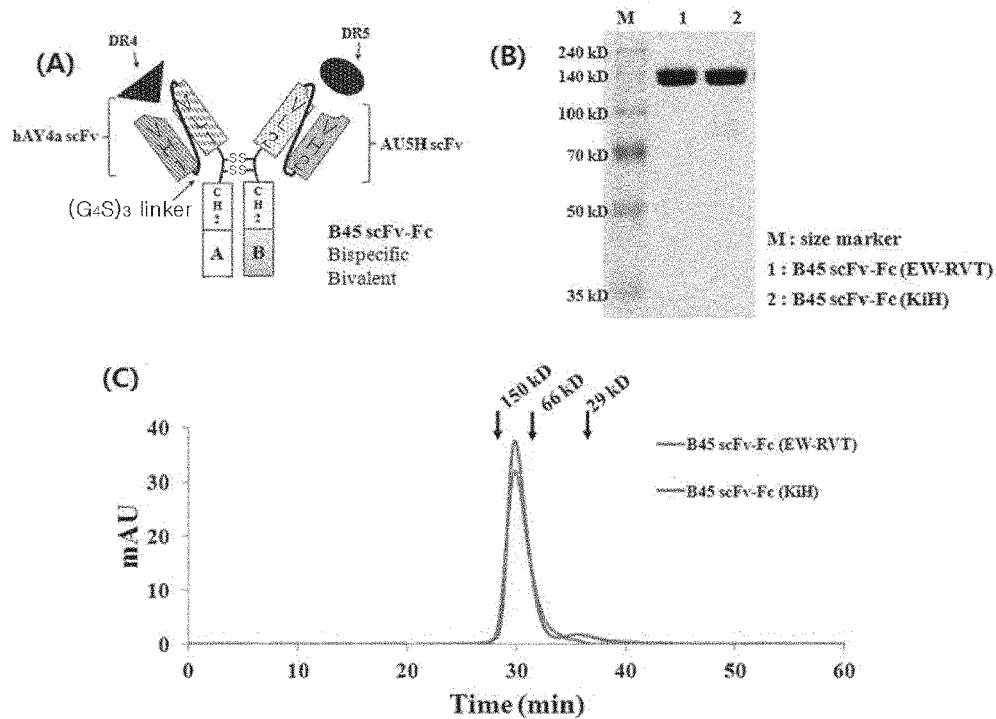 (A)
DR4
DR5
hAY4a scFv
AU5H scFv
SS
SS
(G4S)3 linker
CH2
CH2
A
B
B45 scFv-Fc
Bispecific
Bivalent
(B)
M 1 2
240 kD
140 kD
100 kD
70 kD
50 kD
35 kD
M : size marker
1 : B45 scFv-Fc (EW-RVT)
2 : B45 scFv-Fc (KiH)
(C)
150 kD
66 kD
29 kD
40
30
20
10
0
mAU
B45 scFv-Fc (EW-RVT)
B45 scFv-Fc (KiH)
0 10 20 30 40 50 60
Time (min)